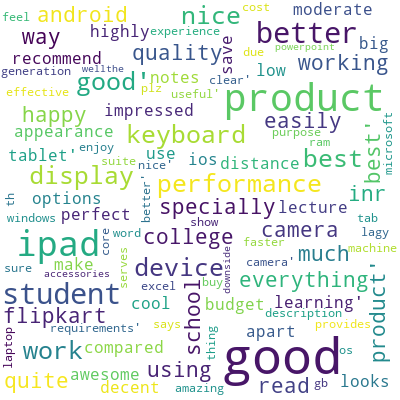 feel android nice cost moderate
effective experience better
way highly save due big
recommend quality working
generation wellthe powerpoint
good' notes plz clear' low
happy impressed product
appearance keyboard useful' easily
tablet' enjoy use ios nice' distance best best' microsoft
suite purpose ram
display performance inr
options better' specially lecture
th windows perfect word show tab lagy
ipad core college camera much
sure make accessories serves faster machine
student device downside everything
excel camera' provides
flipkart cool school buy budget learning' product'
requirements' description
work compared says thing apart os
laptop awesome using good read gb looks
quite decent amazing